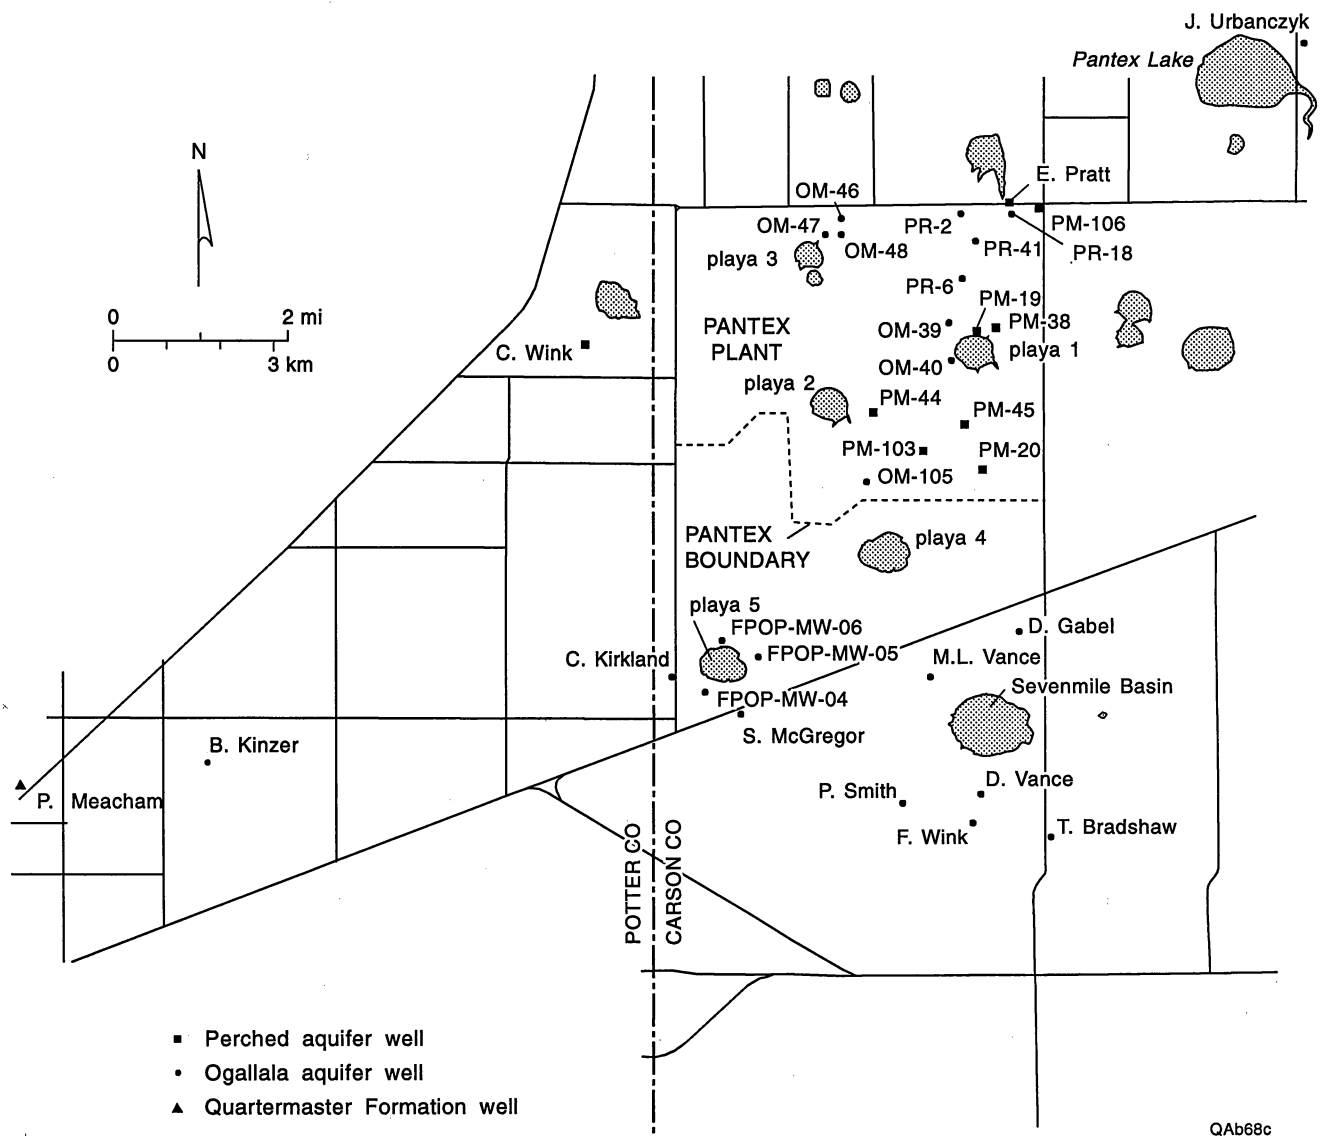 J. Urbanczyk
Pantex Lake
N
E. Pratt
OM-46
OM-47
OM-48
PR-2
PM-106
PR-41
PR-18
playa 3
PR-6
PM-19
0 2 mi
0 3 km
PANTEX
PLANT
OM-39
PM-38
playa 1
C. Wink
OM-40
playa 2
PM-44
PM-45
PM-103
PM-20
OM-105
PANTEX
BOUNDARY
playa 4
playa 5
FPOP-MW-06
D. Gabel
C. Kirkland
FPOP-MW-05
M.L. Vance
Sevenmile Basin
FPOP-MW-04
S. McGregor
B. Kinzer
D. Vance
P. Smith
P. Meacham
F. Wink
T. Bradshaw
POTTER CO
CARSON CO
Perched aquifer well
Ogallala aquifer well
Quartermaster Formation well
QAb68c